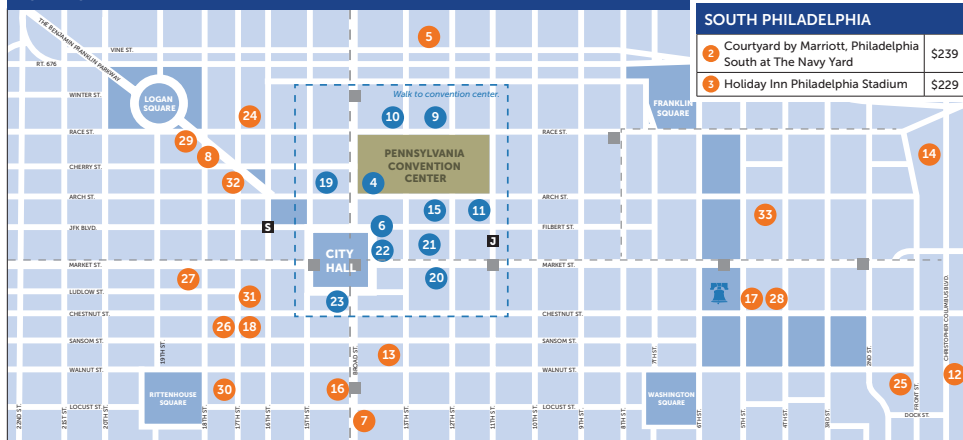 SOUTH PHILADELPHIA
2 Courtyard by Marriott, Philadelphia South at The Navy Yard $239
3 Holiday Inn Philadelphia Stadium $229
THE BENJAMIN FRANKLIN PARKWAY
5
VINE ST.
RT. 676
WINTER ST.
LOGAN
SQUARE
Walk to convention center.
FRANKLIN
SQUARE
24
10
9
RACE ST.
RACE ST.
29
8
PENNSYLVANIA
CONVENTION
CENTER
14
CHERRY ST.
32
19
4
ARCH ST.
ARCH ST.
15
11
33
JFK BLVD.
S
6
FILBERT ST.
J
CITY
HALL
22
21
MARKET ST.
MARKET ST.
27
20
LUDLOW ST.
31
23
17
28
CHESTNUT ST.
CHESTNUT ST.
26
18
SANSOM ST.
SANSOM ST.
13
WALNUT ST.
WALNUT ST.
19TH ST.
BROAD ST.
7TH ST.
2ND ST.
CHRISTOPHER COLUMBUS BLVD.
12
25
RITTENHOUSE
SQUARE
30
16
WASHINGTON
SQUARE
LOCUST ST.
LOCUST ST.
7
DOCK ST.
22ND ST.
21ST ST.
20TH ST.
18TH ST.
17TH ST.
16TH ST.
15TH ST.
13TH ST.
12TH ST.
11TH ST.
10TH ST.
9TH ST.
8TH ST.
6TH ST.
5TH ST.
4TH ST.
3RD ST.
FRONT ST.